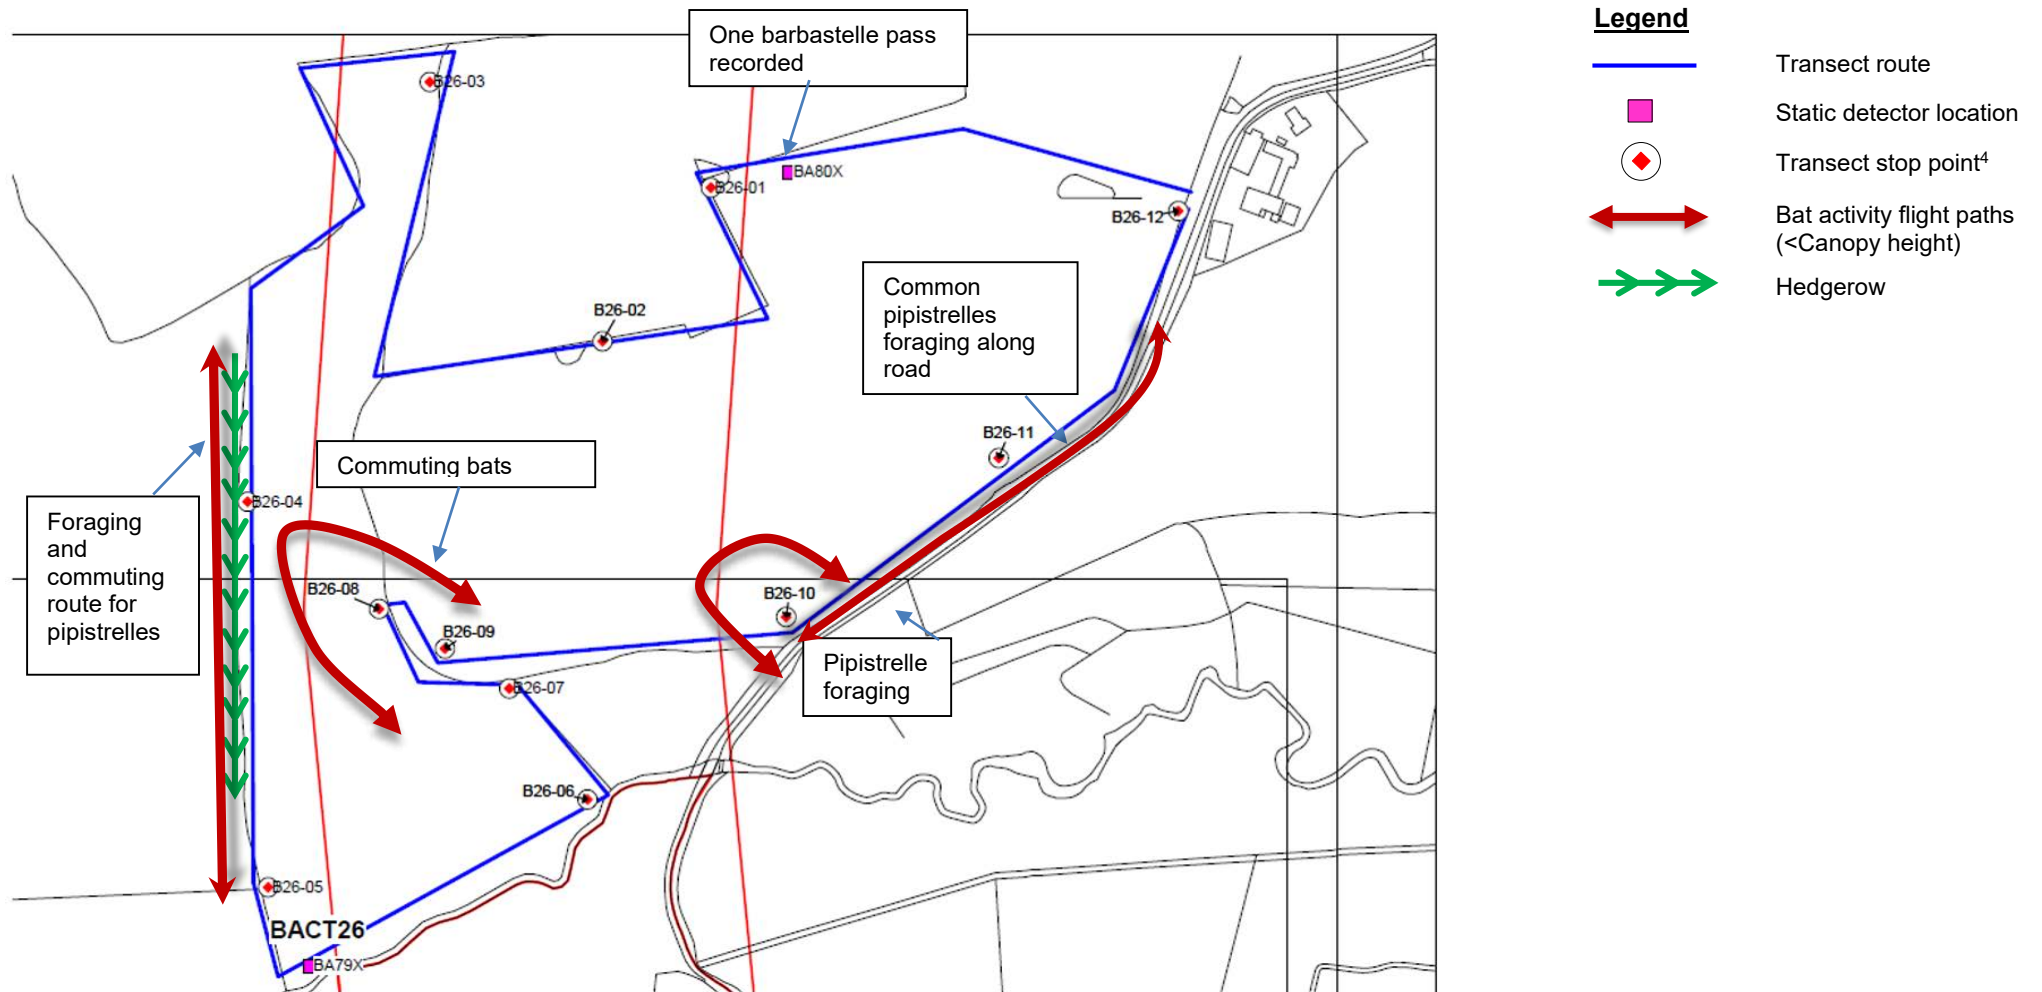 One barbastelle pass
recorded
B26-03
BA80X
B26-01
B26-12
B26-02
Common
pipistrelles
foraging along
road
B26-11
Commuting bats
B26-04
Foraging
and
commuting
route for
pipistrelles
B26-08
B26-10
B26-09
Pipistrelle
foraging
B26-07
B26-06
B26-05
BACT26
BA79X
Legend
Transect route
Static detector location
Transect stop point⁴
Bat activity flight paths
(<Canopy height)
Hedgerow